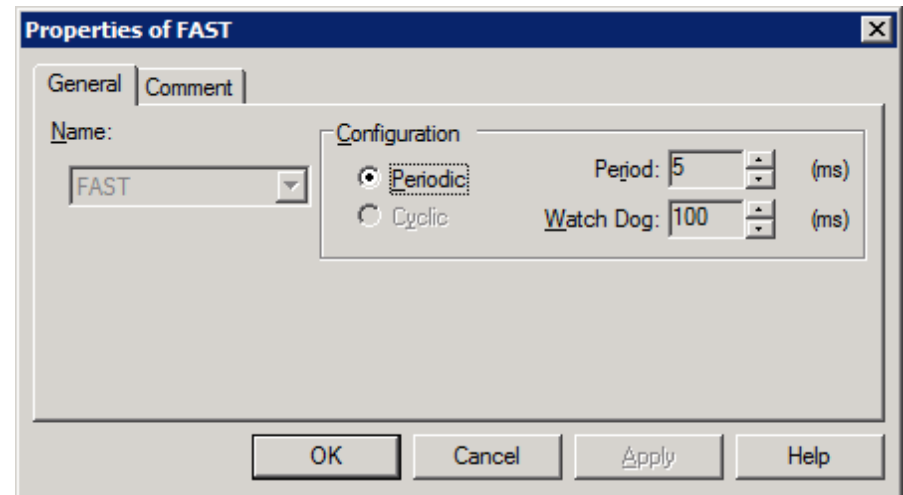 Properties of FAST
General Comment
Name:
FAST
Configuration
Periodic
Cyclic
Period: 5 (ms)
Watch Dog: 100 (ms)
OK Cancel Apply Help